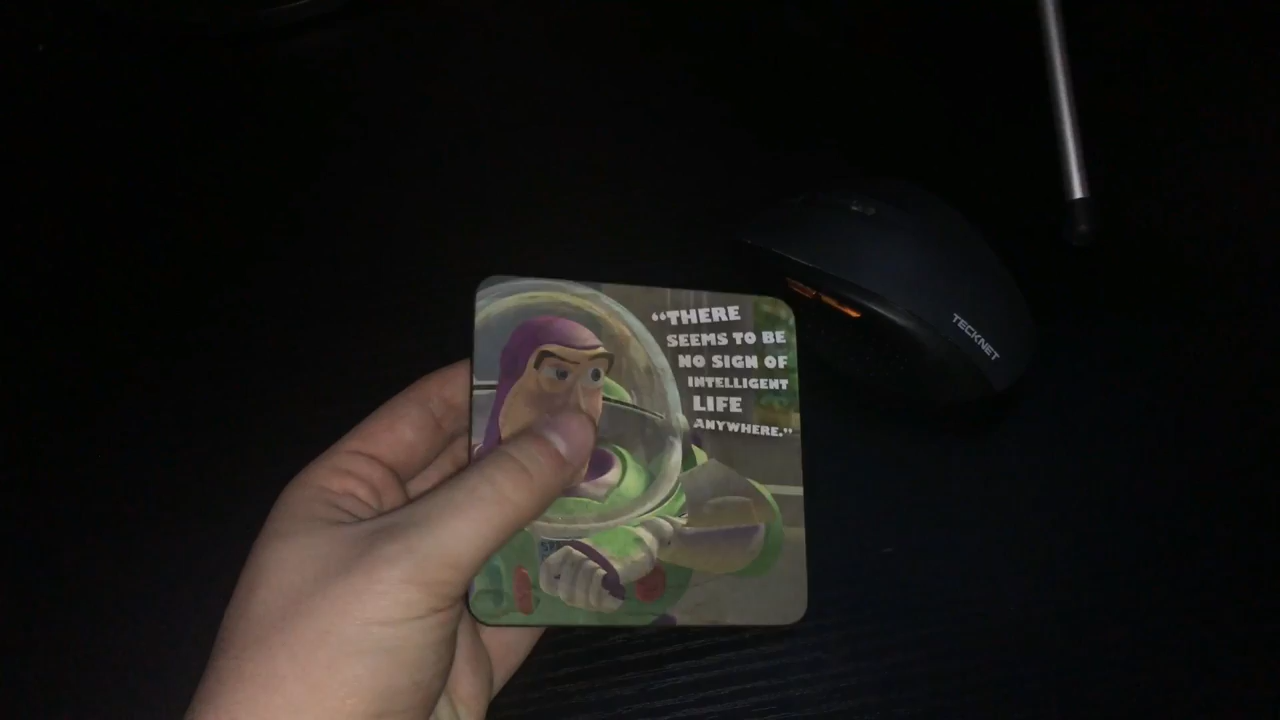 “THERE
SEEMS TO BE
NO SIGN OF
INTELLIGENT
LIFE
ANYWHERE.”
TECKNET